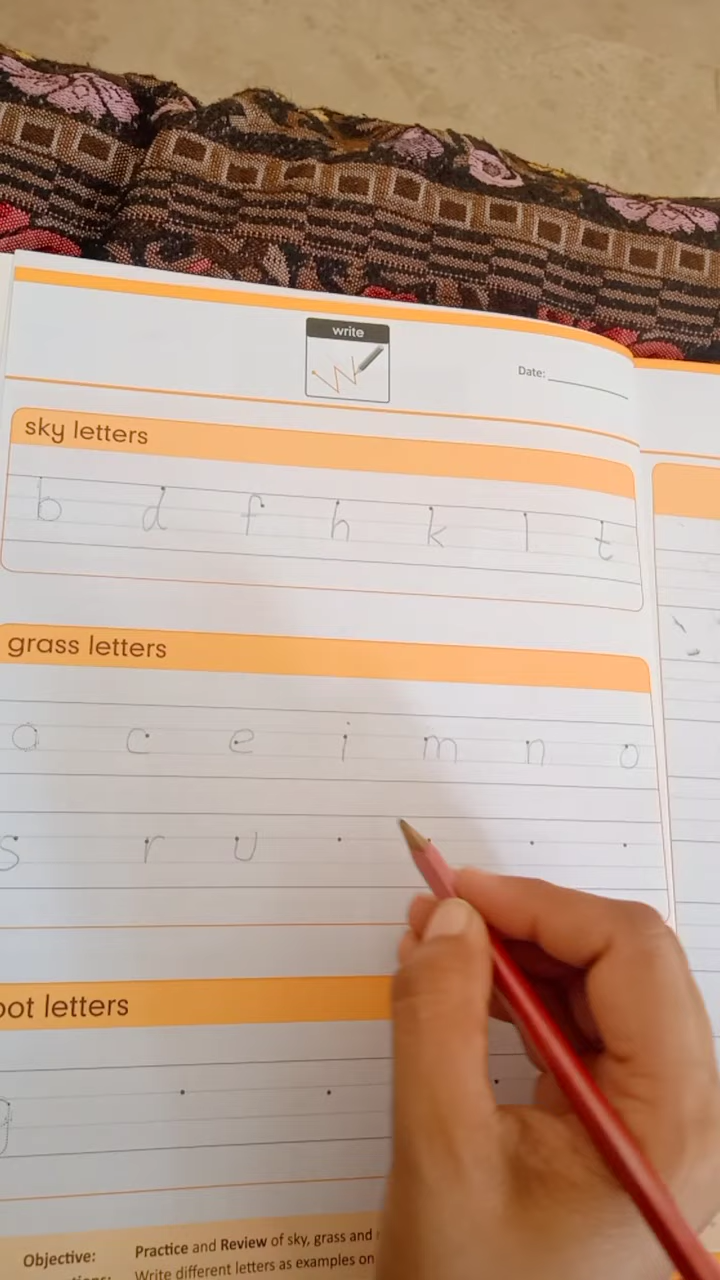 write
Date:
sky letters
b d f h k l t
grass letters
a c e i m n o
s r u
oot letters
g
Objective: Practice and Review of sky, grass and
Write different letters as examples on